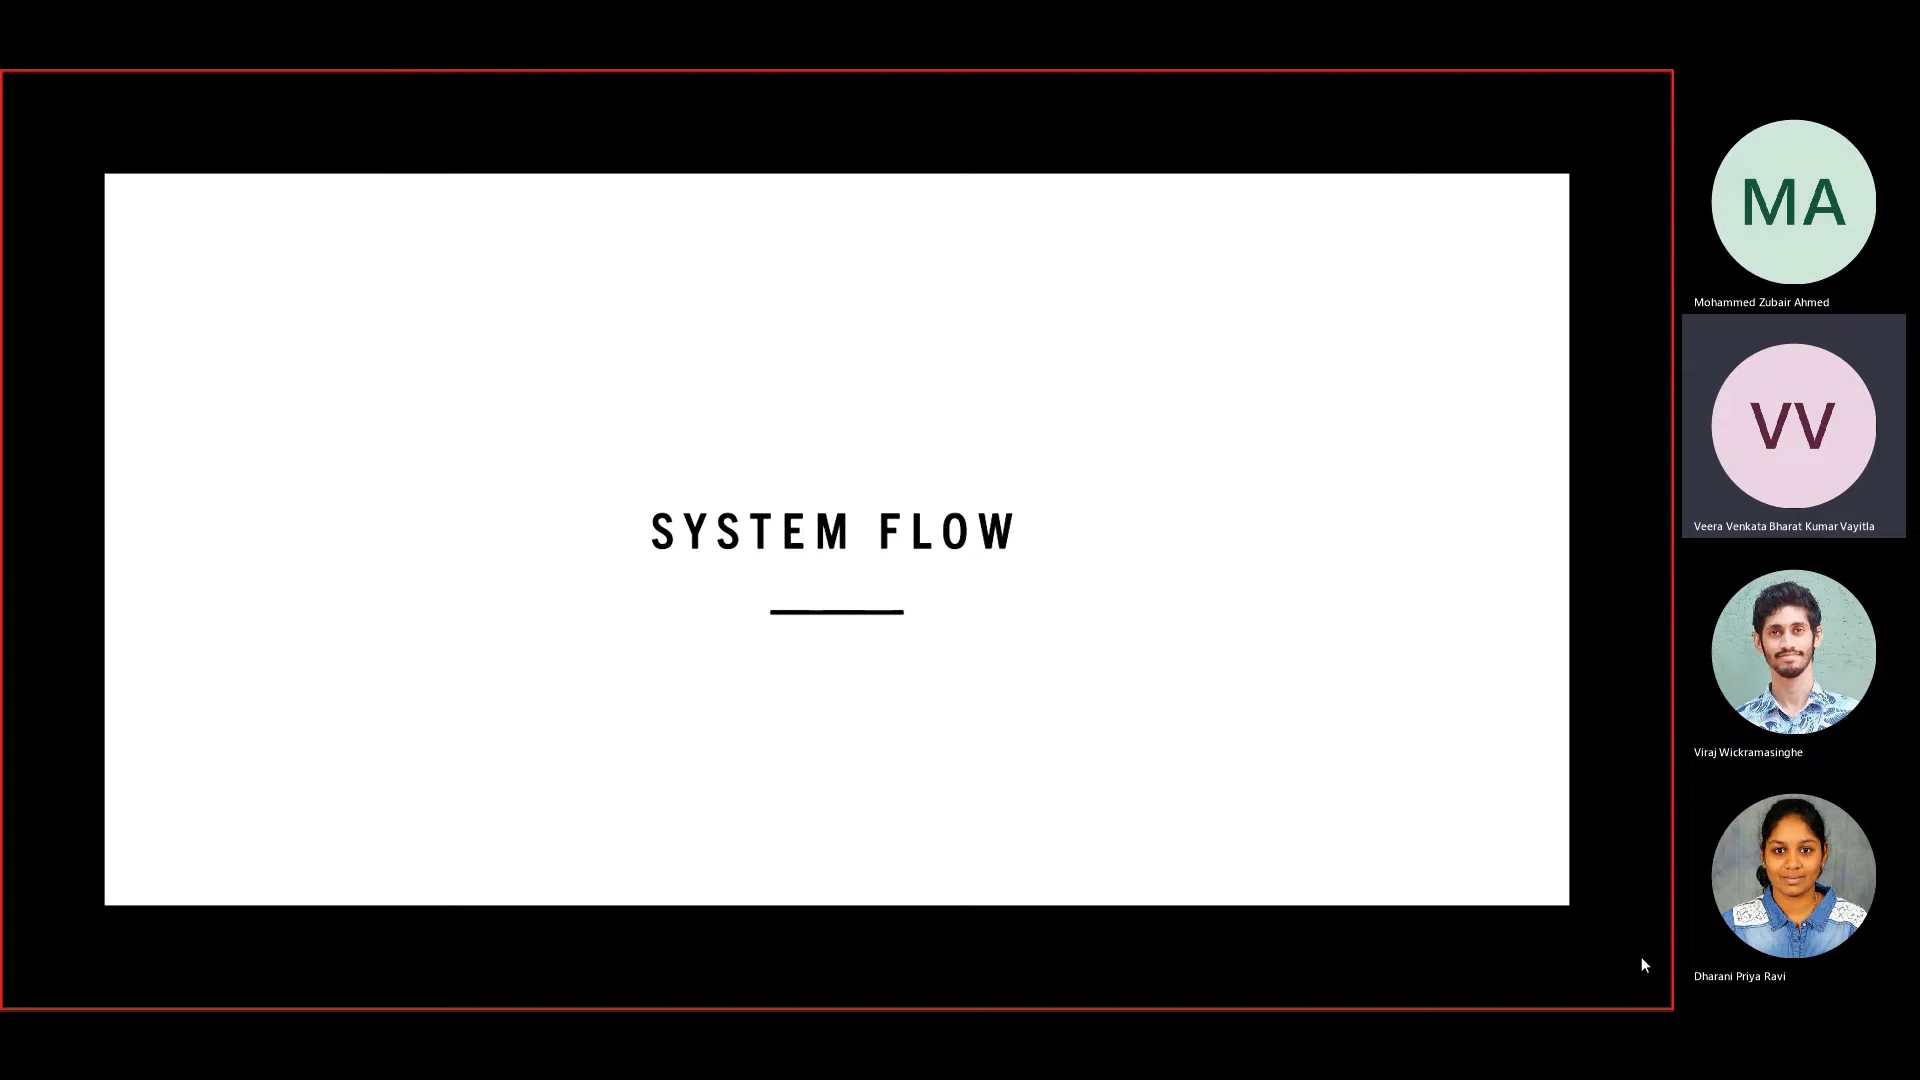 SYSTEM FLOW
MA
Mohammed Zubair Ahmed
VV
Veera Venkata Bharat Kumar Vayitla
Viraj Wickramasinghe
Dharani Priya Ravi